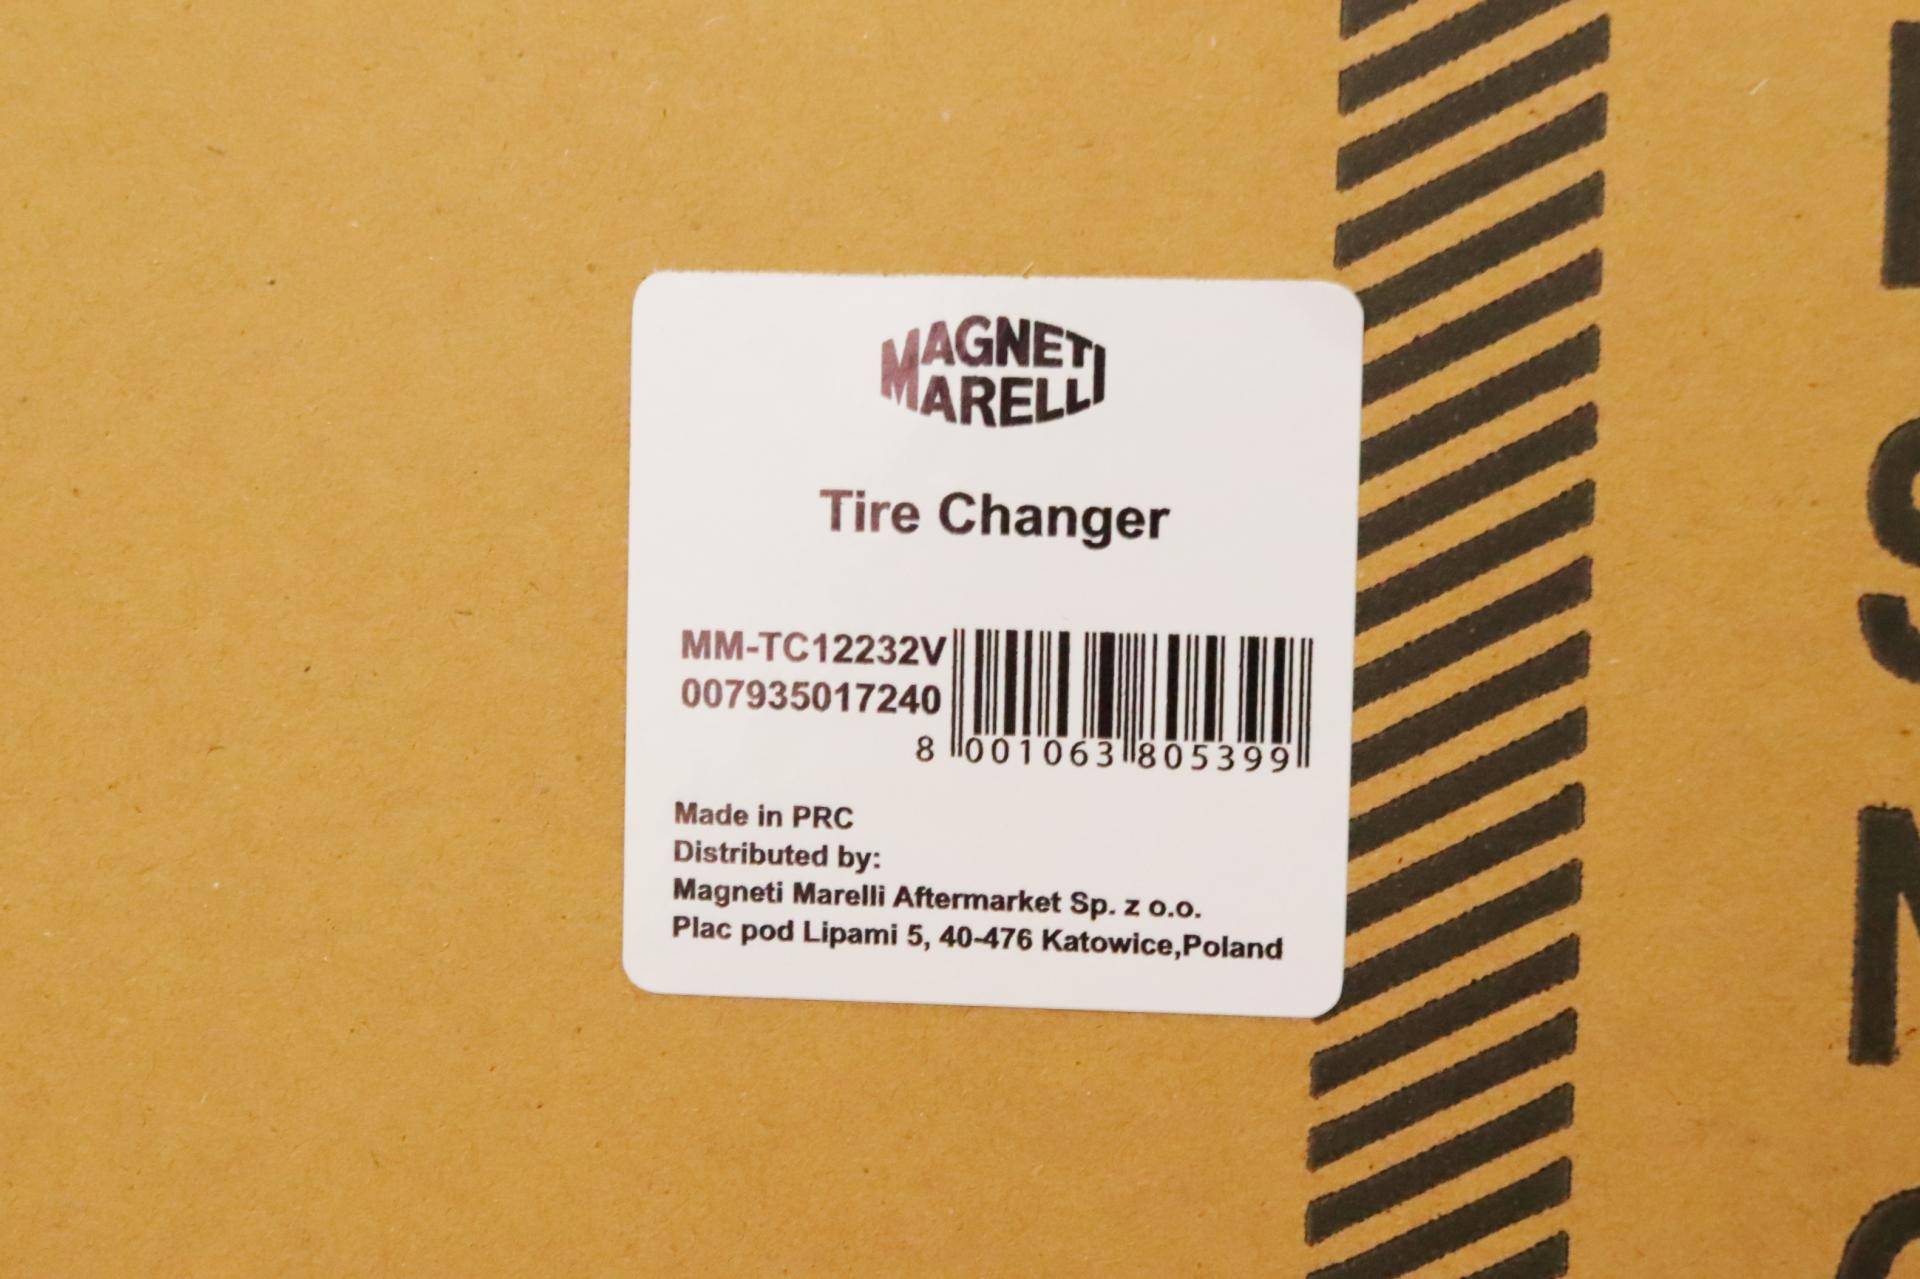 MAGNETI
MARELLI
Tire Changer
MM-TC12232V
007935017240
8 001063 805399
Made in PRC
Distributed by:
Magneti Marelli Aftermarket Sp. z o.o.
Plac pod Lipami 5, 40-476 Katowice,Poland